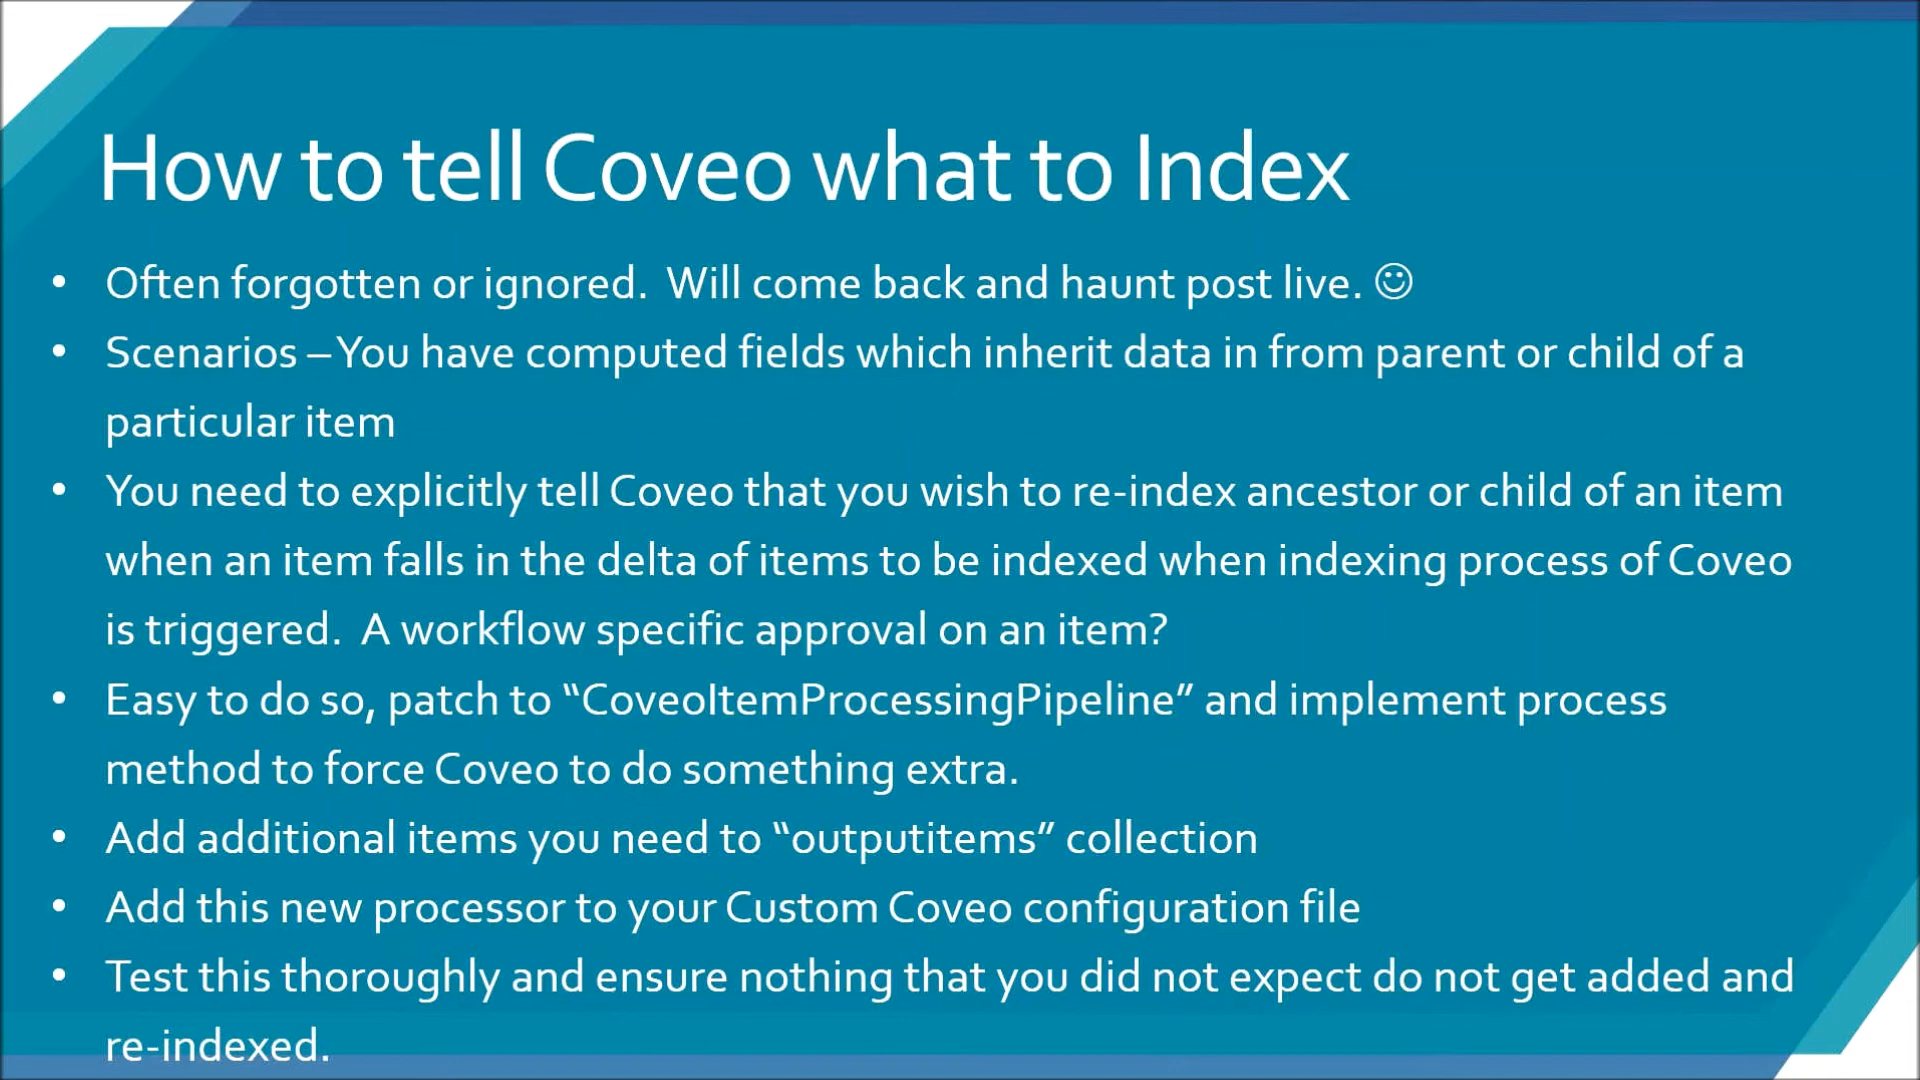 How to tell Coveo what to Index
• Often forgotten or ignored.  Will come back and haunt post live. ☺
• Scenarios – You have computed fields which inherit data in from parent or child of a
particular item
• You need to explicitly tell Coveo that you wish to re-index ancestor or child of an item
when an item falls in the delta of items to be indexed when indexing process of Coveo
is triggered.  A workflow specific approval on an item?
• Easy to do so, patch to “CoveoItemProcessingPipeline” and implement process
method to force Coveo to do something extra.
• Add additional items you need to “outputitems” collection
• Add this new processor to your Custom Coveo configuration file
• Test this thoroughly and ensure nothing that you did not expect do not get added and
re-indexed.